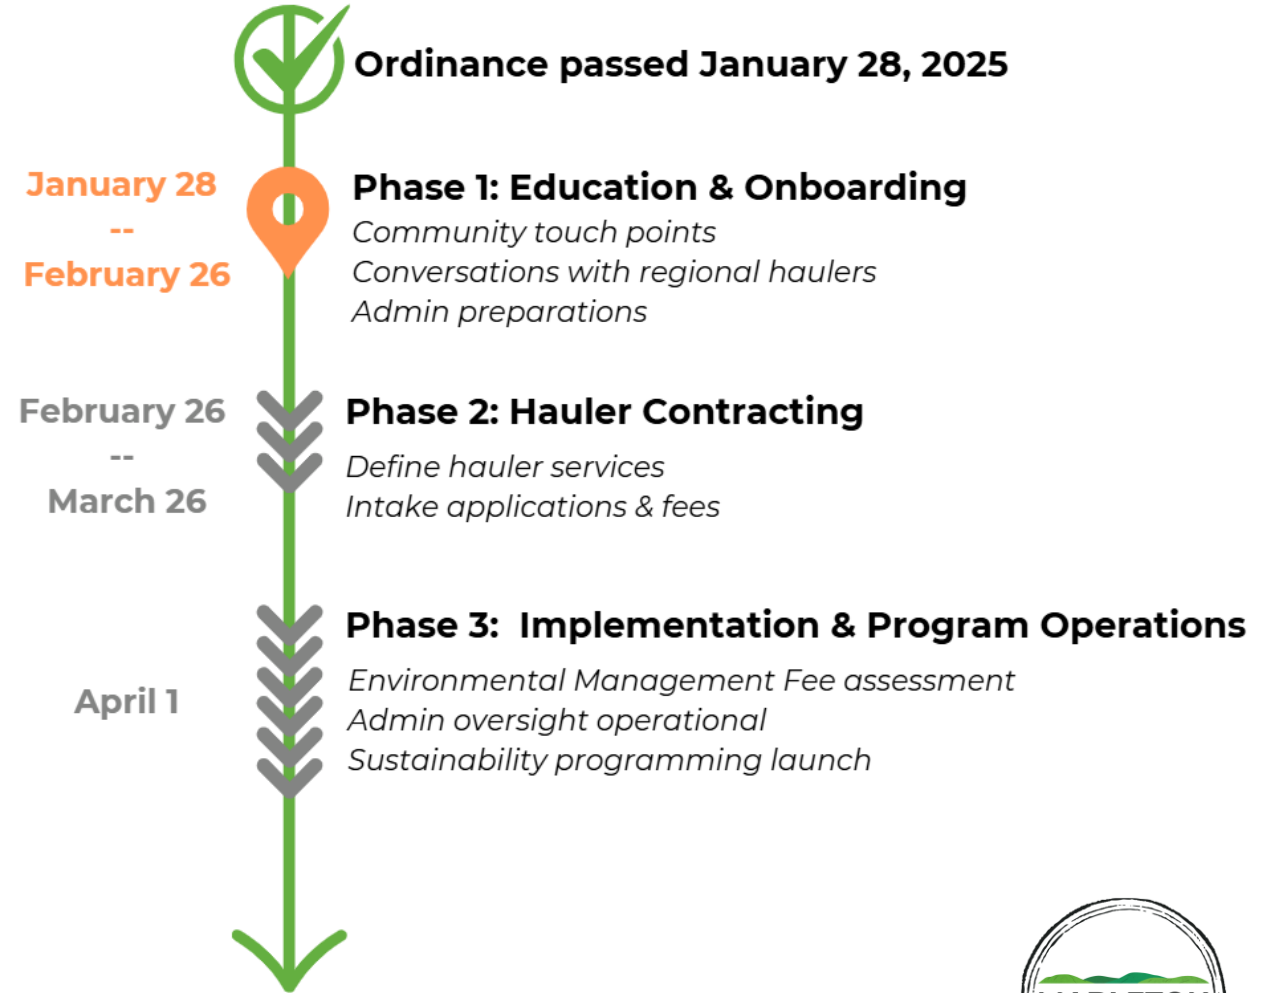 Ordinance passed January 28, 2025
January 28
--
February 26
Phase 1: Education & Onboarding
Community touch points
Conversations with regional haulers
Admin preparations
February 26
--
March 26
Phase 2: Hauler Contracting
Define hauler services
Intake applications & fees
April 1
Phase 3:  Implementation & Program Operations
Environmental Management Fee assessment
Admin oversight operational
Sustainability programming launch